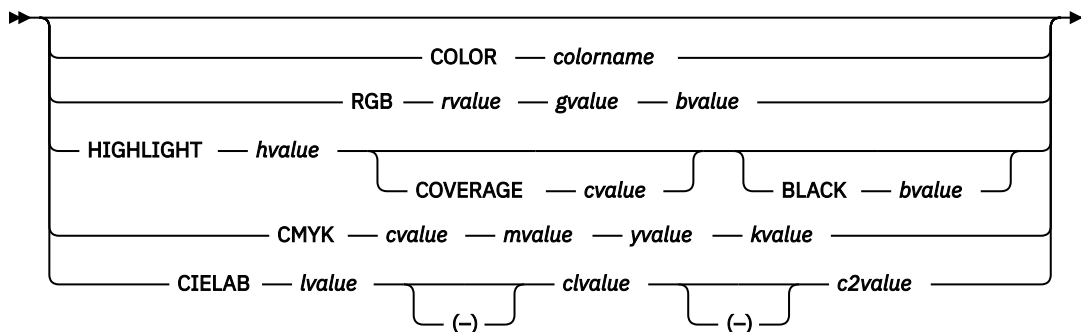 COLOR colorname
RGB rvalue gvalue bvalue
HIGHLIGHT hvalue
COVERAGE cvalue BLACK bvalue
CMYK cvalue mvalue yvalue kvalue
CIELAB lvalue clvalue c2value
(–) (–)